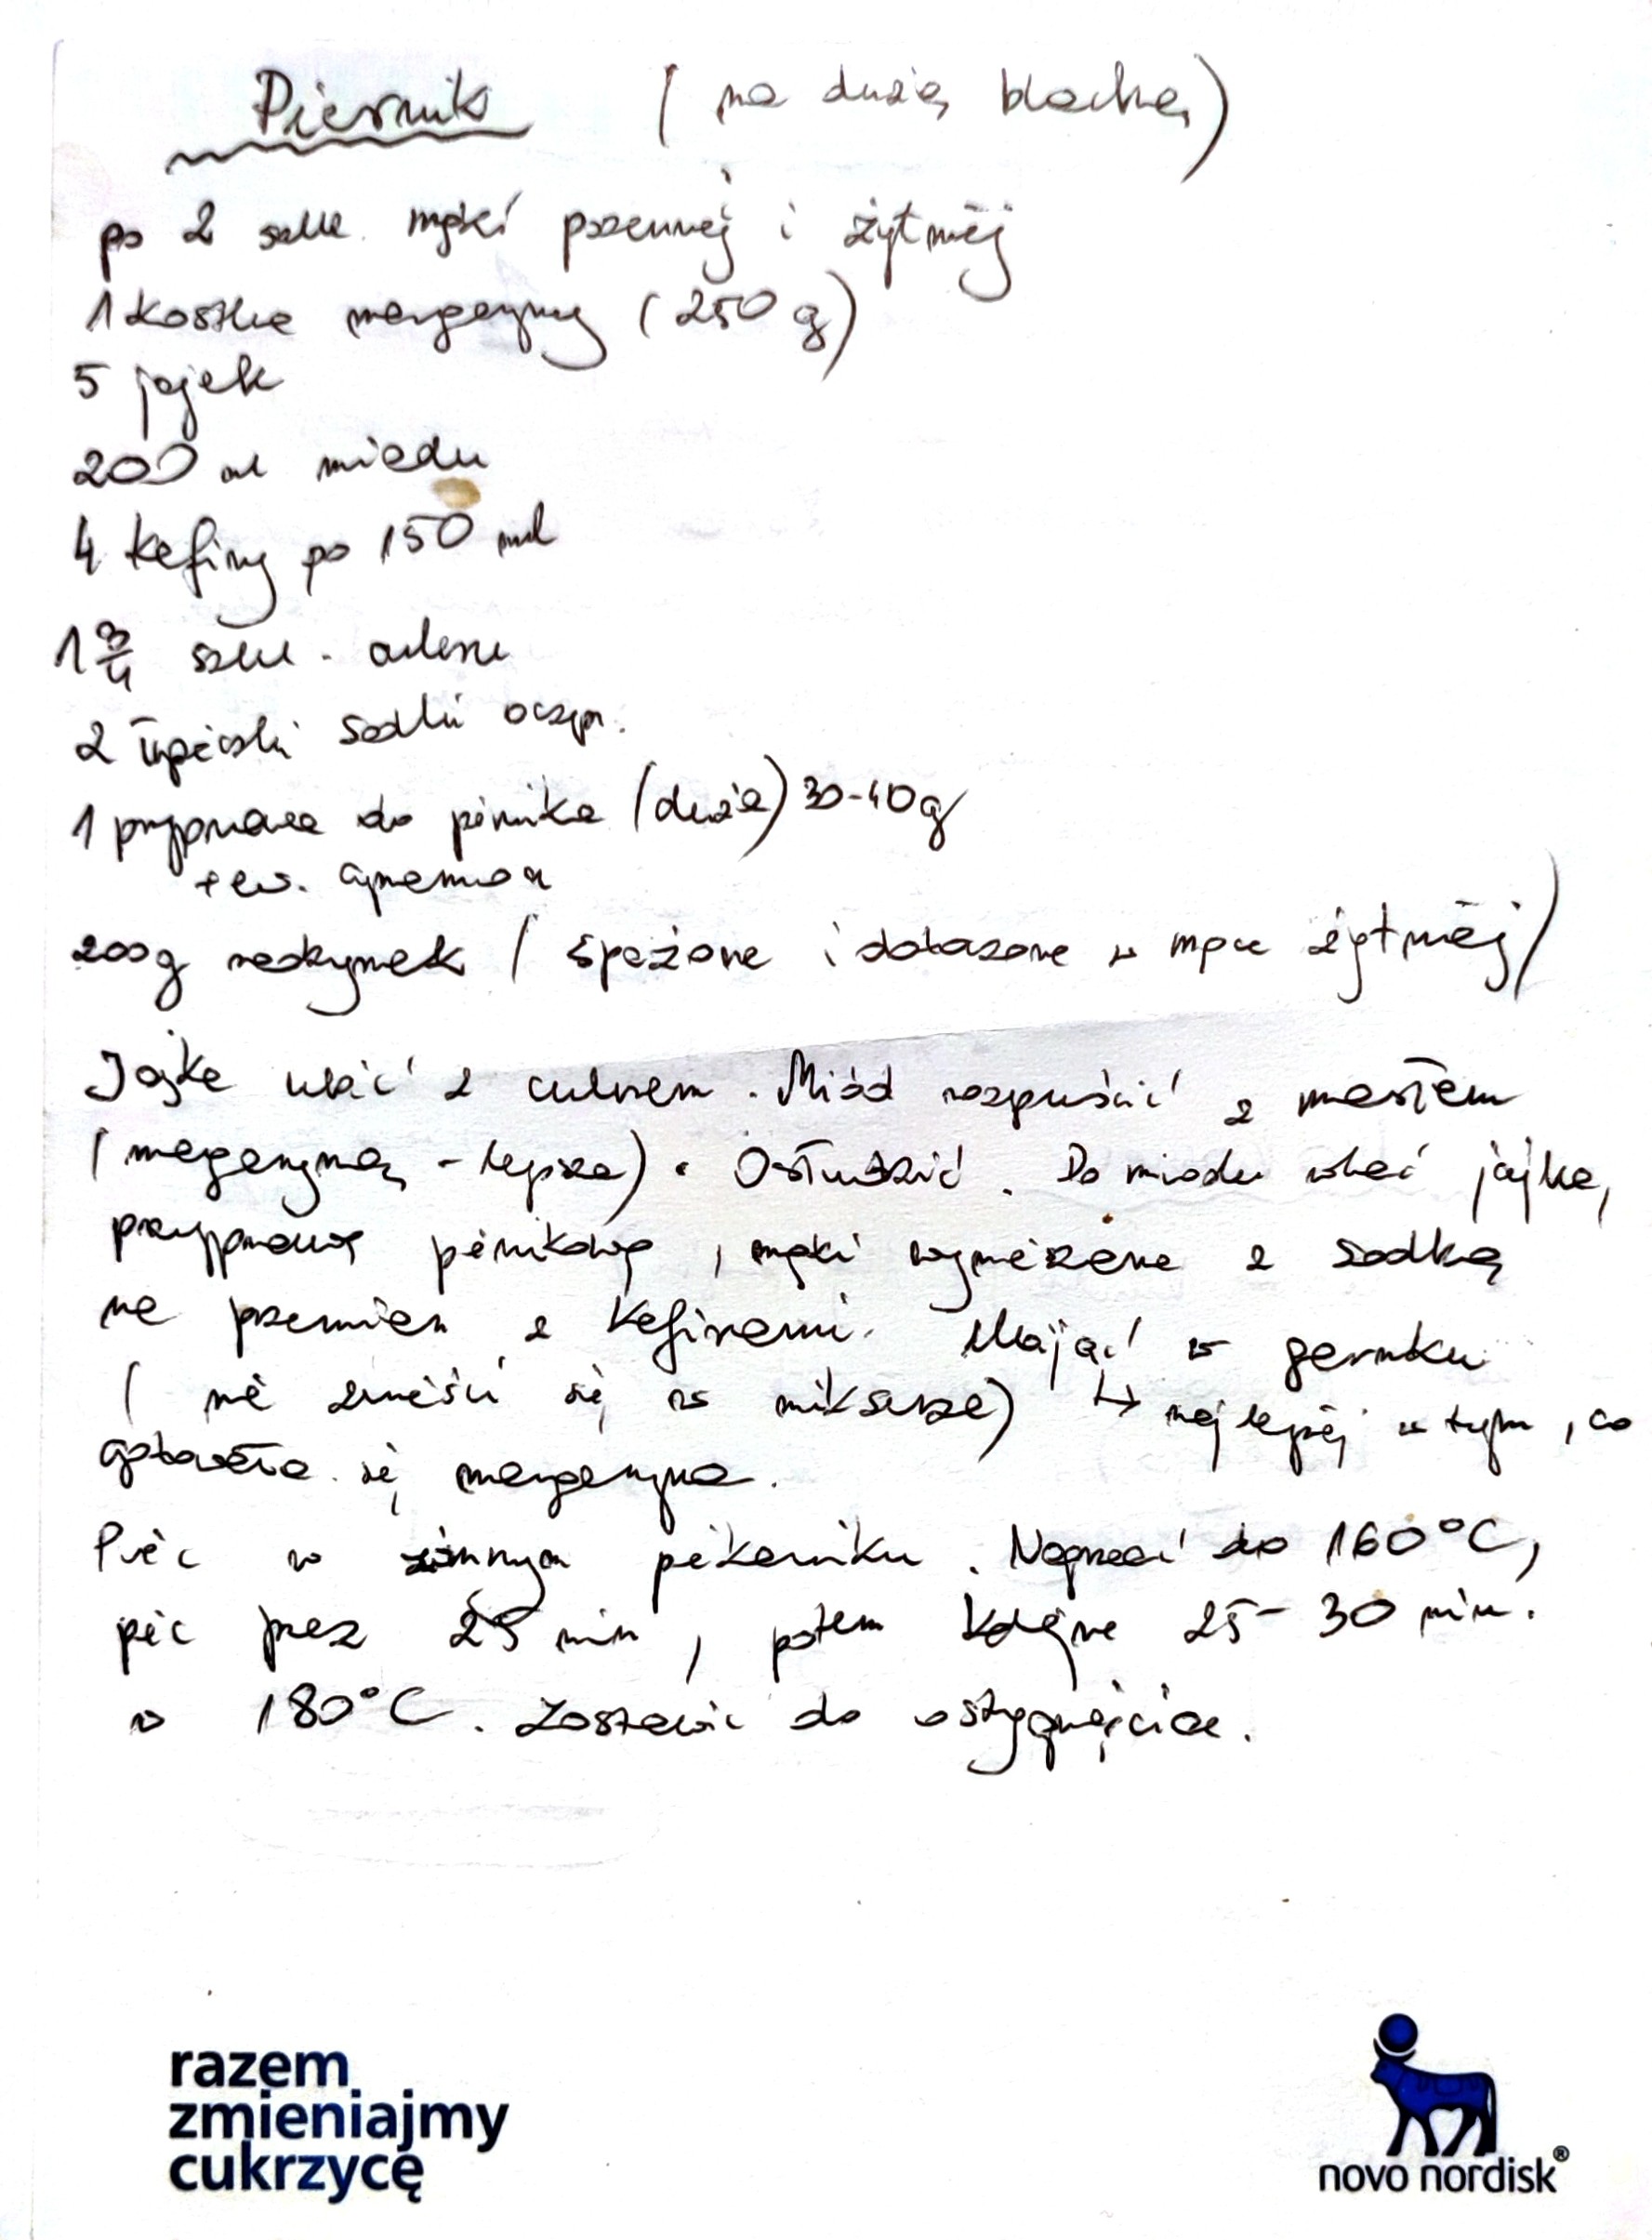 Piernik (na dużą blachę)
po 2 szkl. mąki pszennej i żytniej
1 kostka margaryny (250 g)
5 jajek
200 ml miodu
4 kefiry po 150 ml
1 3/4 szkl. cukru
2 łyżeczki sodki oczyszcz.
1 przyprawa do piernika (duża) 30-40g
+ ew. cynamon
200g rodzynek (sparzone i obtoczone w mące żytniej)
Jajka ubić z cukrem. Miód rozpuścić z masłem
(margaryną - lepsza). Ostudzić. Do miodu wlać jajka,
przyprawę piernikową, mąki wymieszane z sodką
na przemian z kefirami. Mieszać w garnku
(nie zmieści się w mikserze) ↳ najlepiej w tym, co
gotowała się margaryna.
Piec w zimnym piekarniku. Nagrzać do 160°C,
piec przez 25 min, potem kolejne 25-30 min.
w 180°C. Zostawić do ostygnięcia.
razem
zmieniajmy
cukrzycę
novo nordisk®